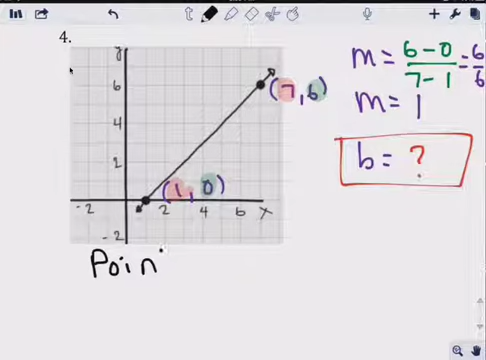 4.
y
6
4
2
-2
-2
2
4
6
x
(7,6)
(1,0)
m = 6-0/7-1 = 6/6
m = 1
b = ?
Poin